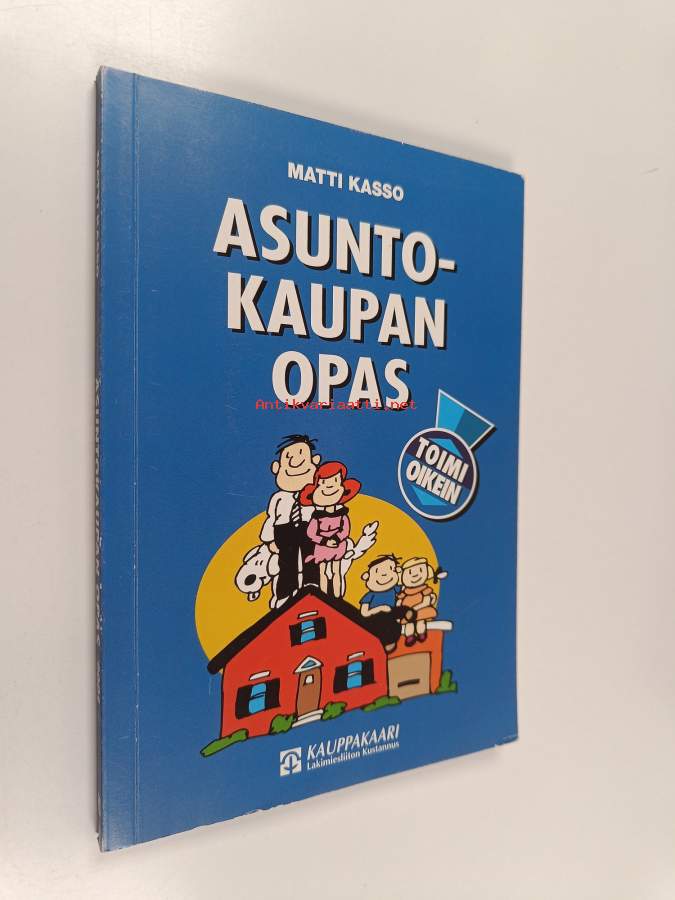 MATTI KASSO
ASUNTO-
KAUPAN
OPAS
Antikvariaatti.net
TOIMI
OIKEIN
KAUPPAKAARI
Lakimiesliiton Kustannus